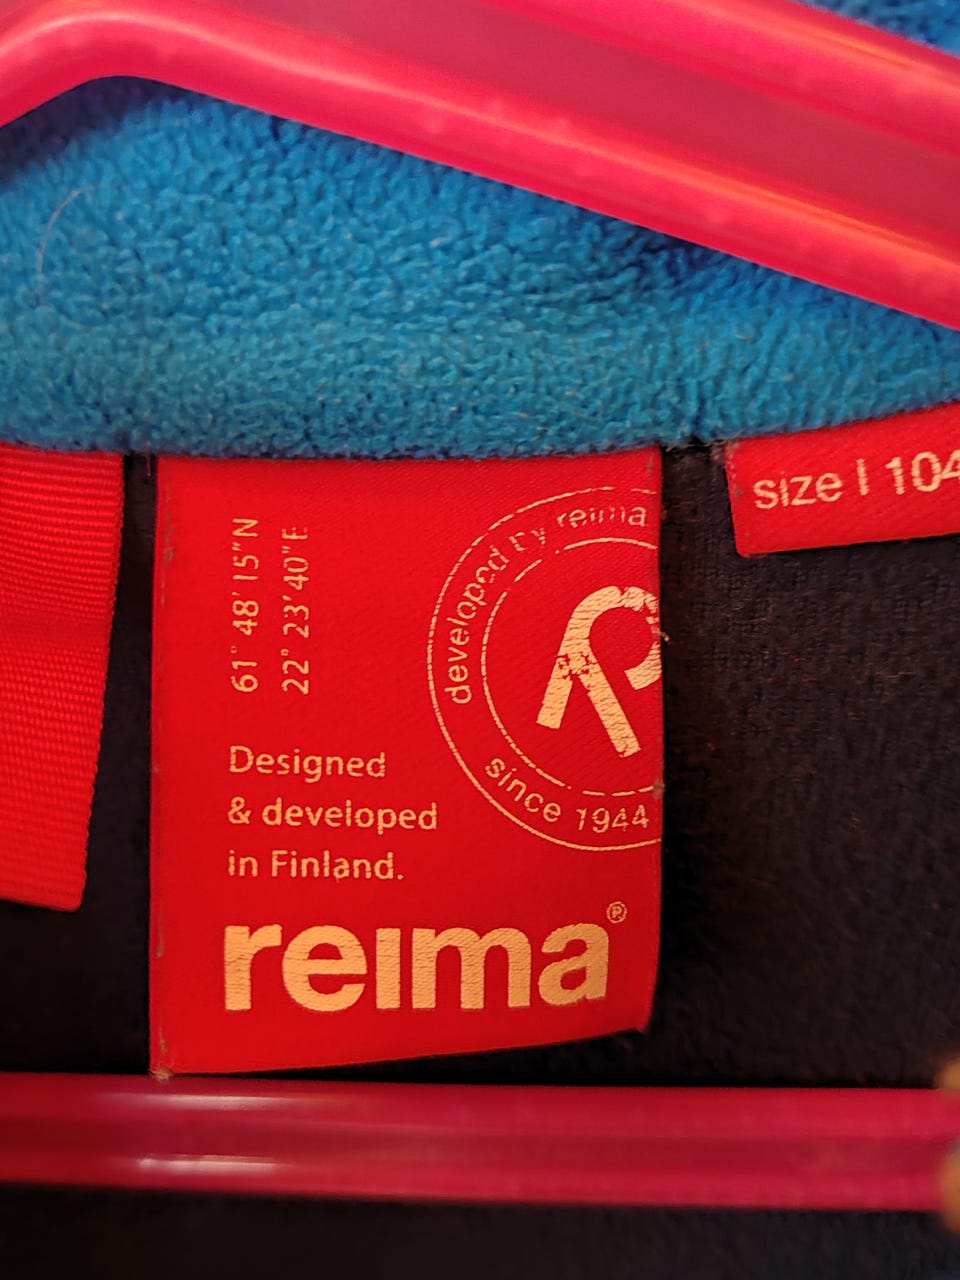 61° 48' 15" N
22° 23' 40" E
developed by reima
since 1944
Designed
& developed
in Finland.
reima®
size | 104